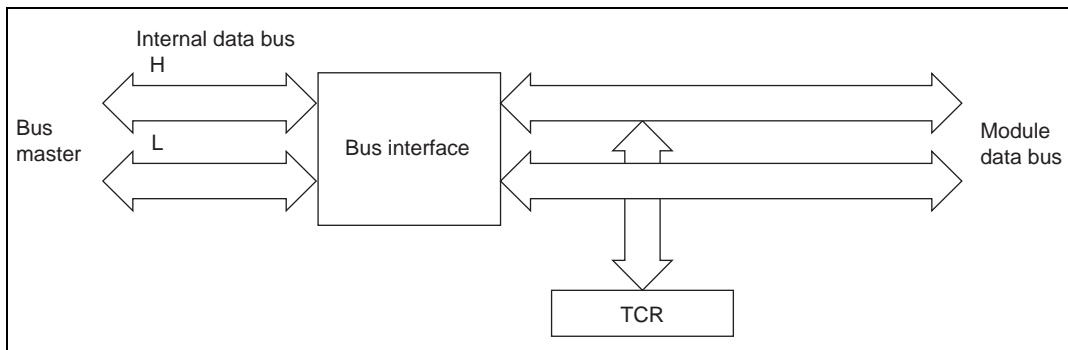 Internal data bus
H
Bus
master
L
Bus interface
Module
data bus
TCR